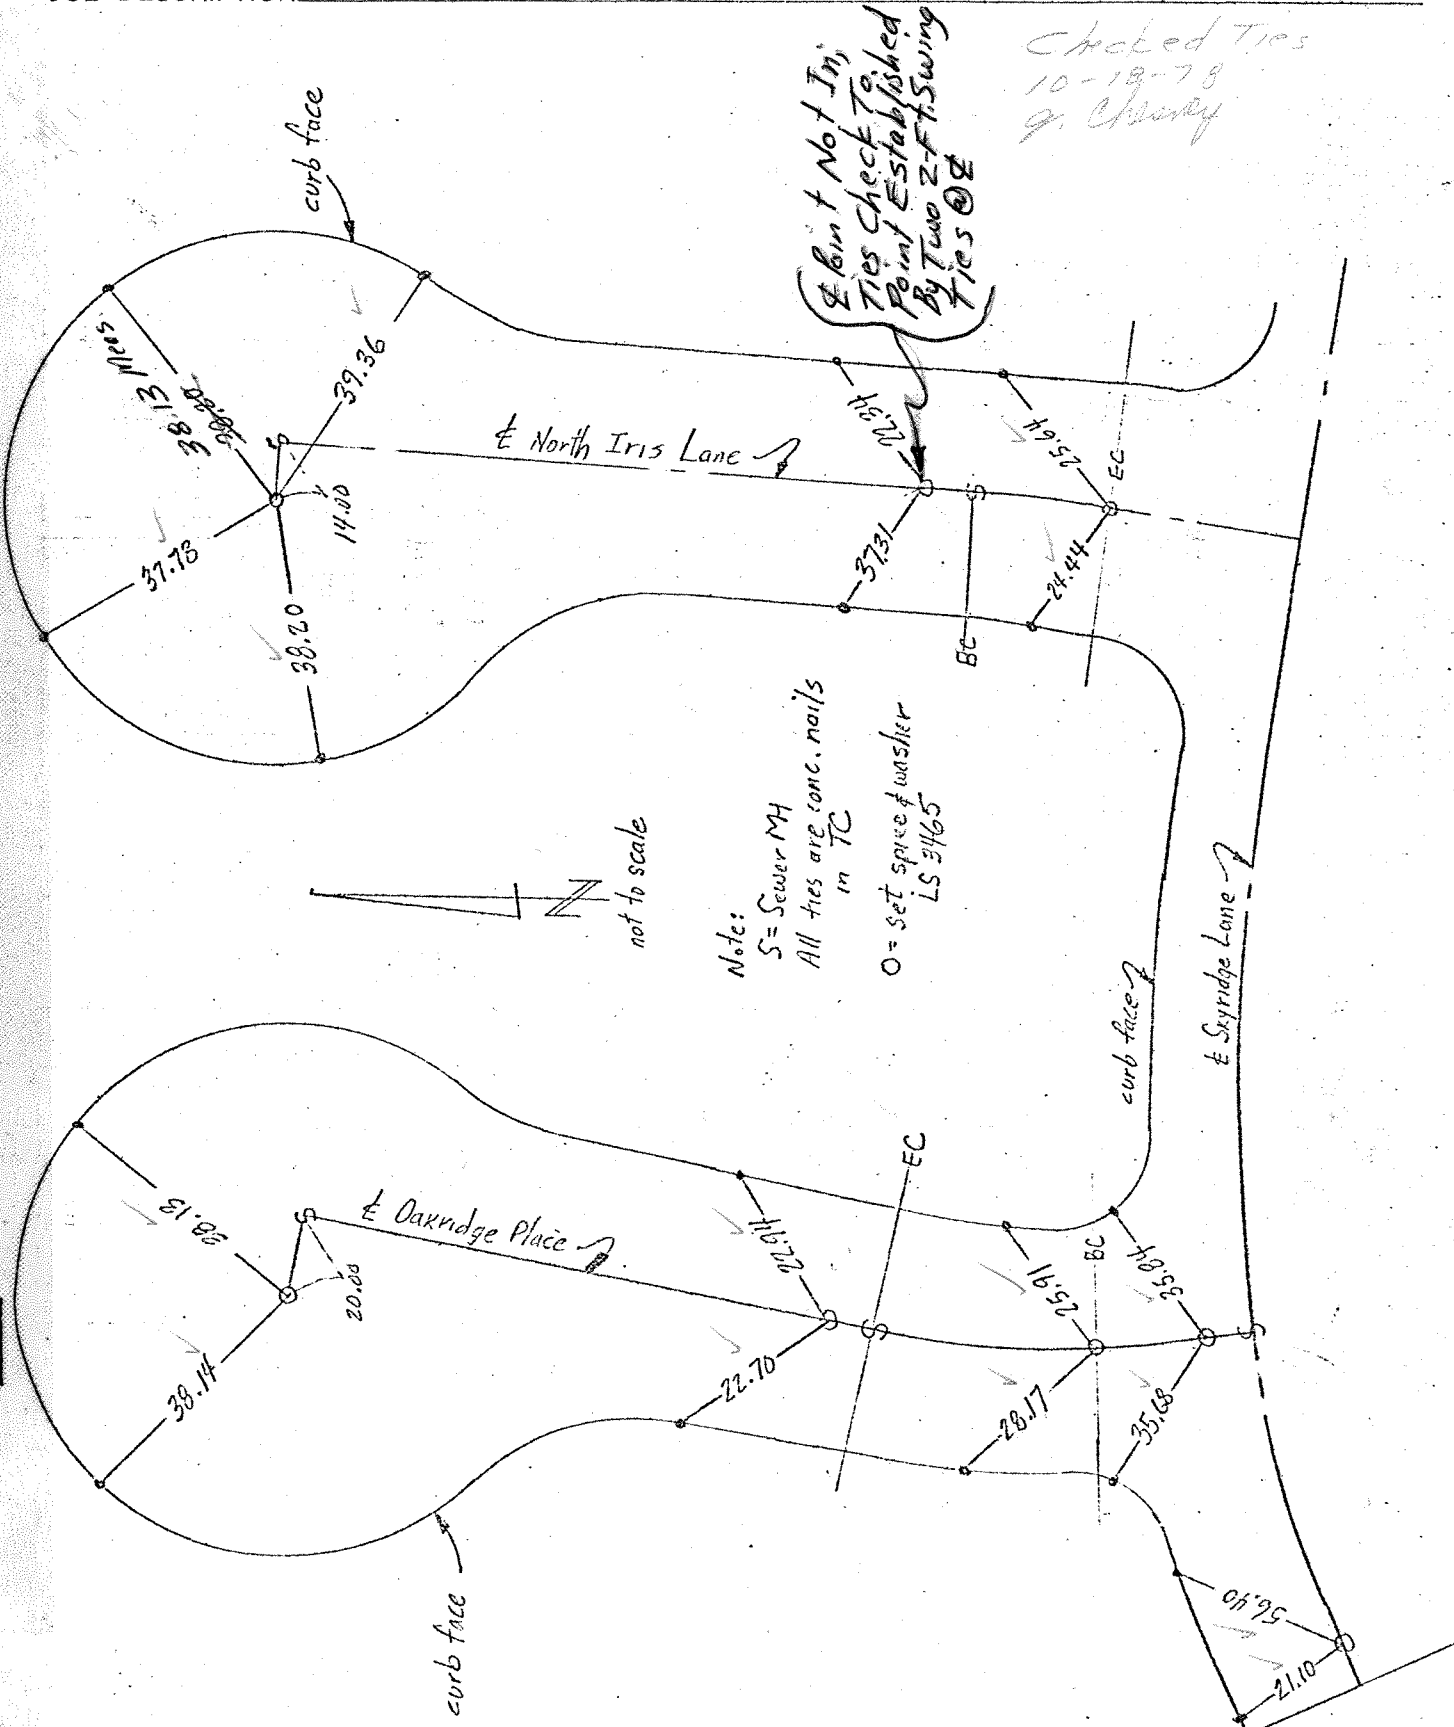 Checked Ties
10-18-78
curb face
℄ Point Not In;
Ties Check To
Point Established
By Two 2-Ft. Swing
Ties @ ℄
38.13 Meas.
39.36
37.78
14.00
38.20
℄ North Iris Lane
22.34
37.31
25.64
24.44
EC
BC
not to scale
Note:
S = Sewer MH
All ties are conc. nails
in TC
O = Set spike & washer
LS 3465
curb face
℄ Skyridge Lane
38.13
38.14
20.00
℄ Oakridge Place
22.94
22.70
EC
25.91
28.17
BC
35.84
35.68
56.40
21.10
curb face
S
S
S
S
S